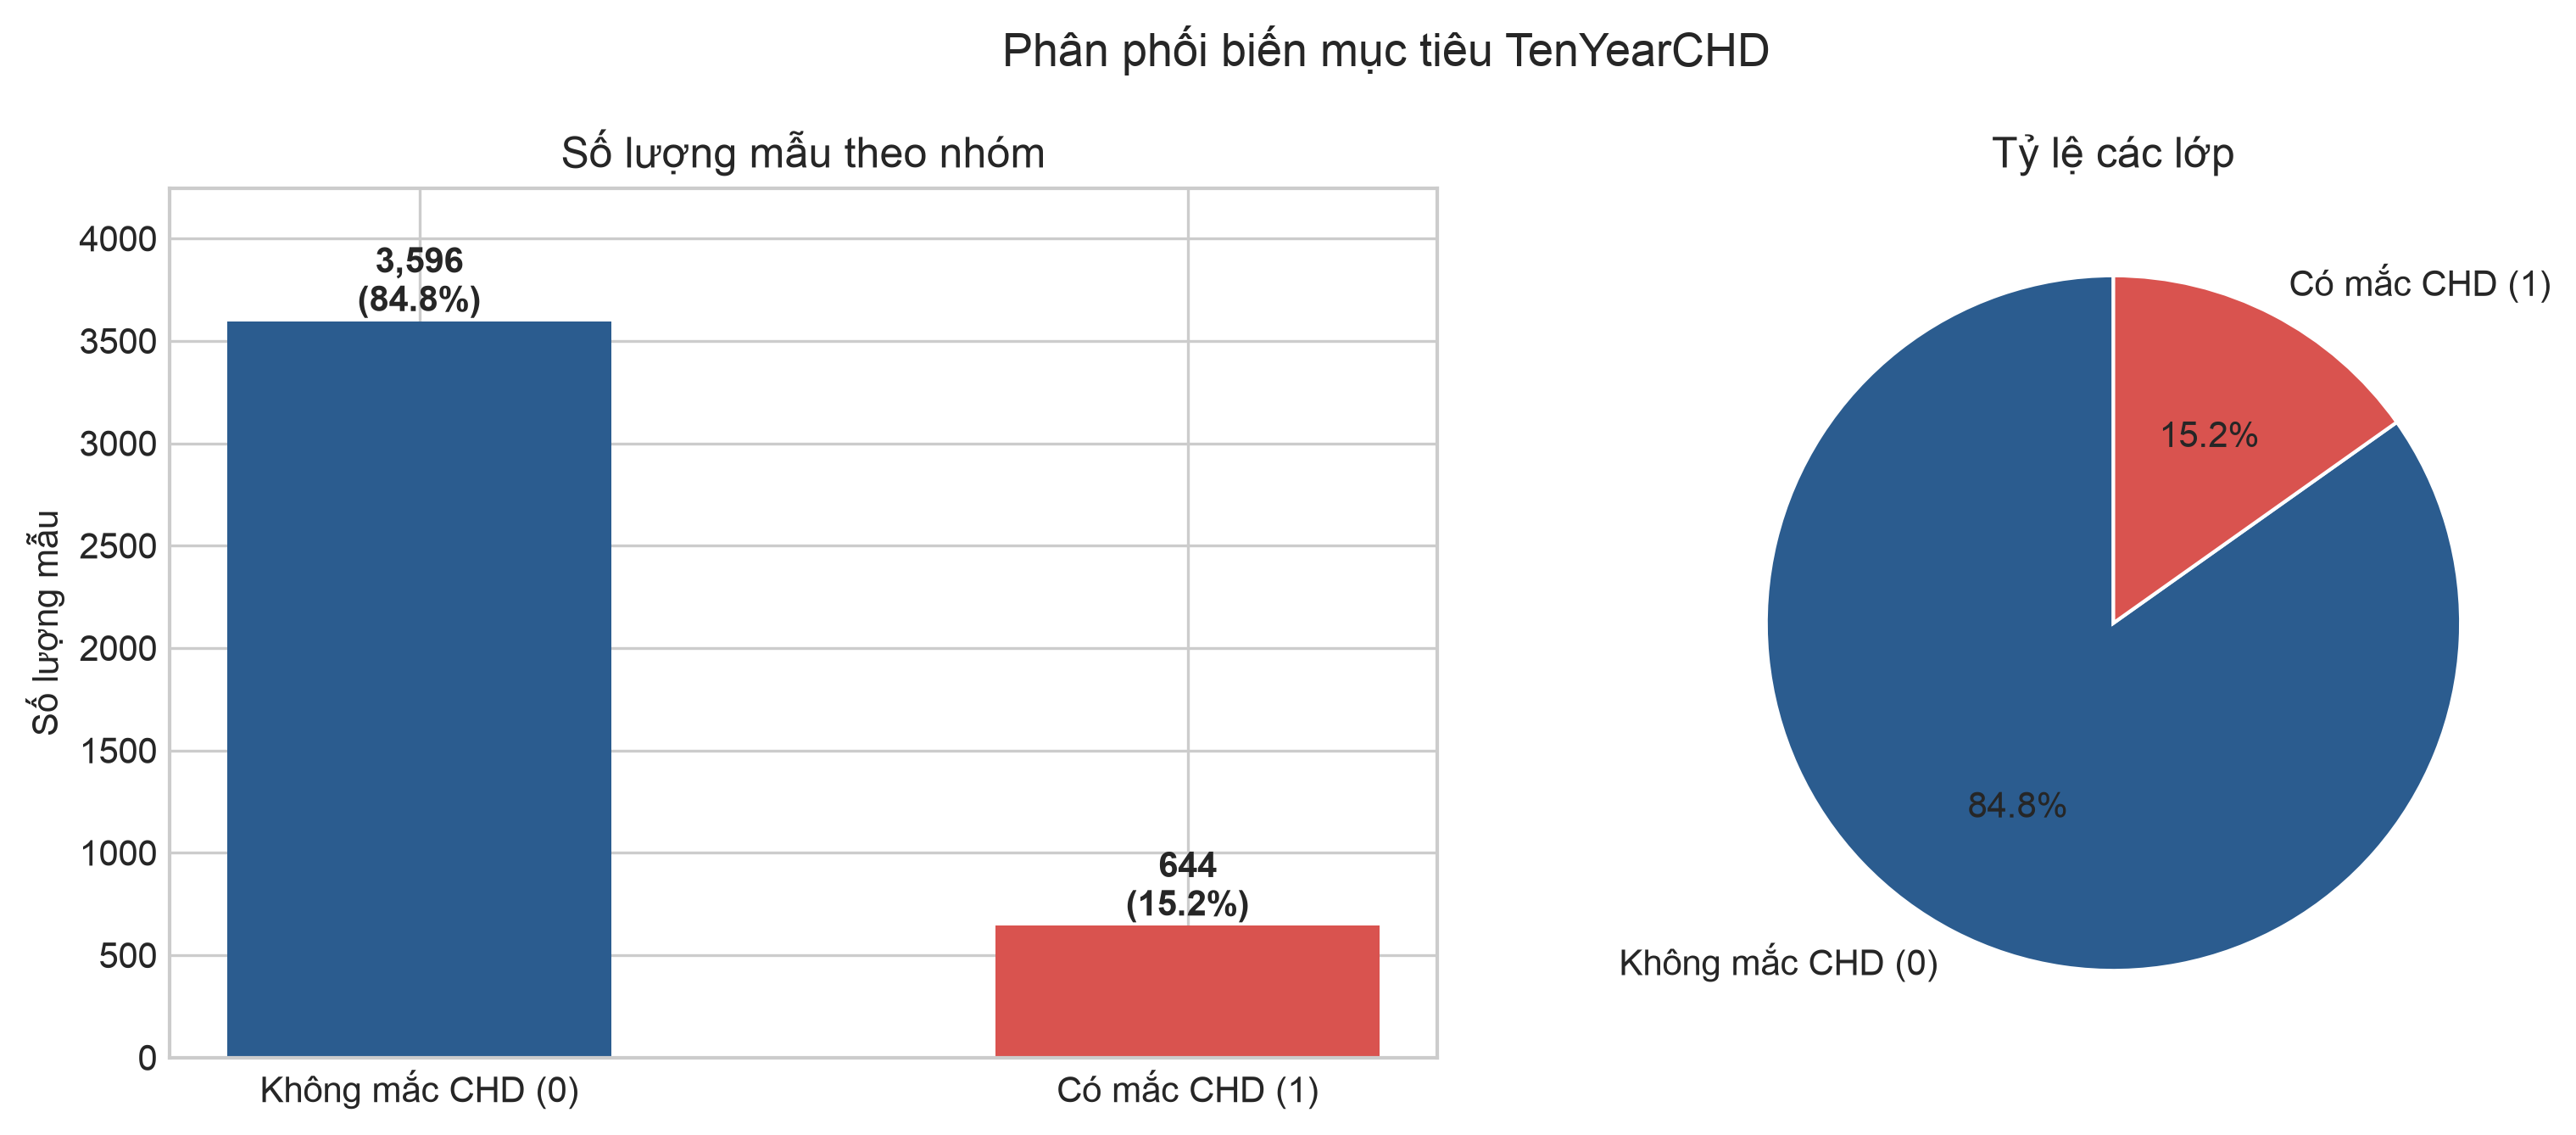 Phân phối biến mục tiêu TenYearCHD
Số lượng mẫu theo nhóm
Số lượng mẫu
4000
3500
3000
2500
2000
1500
1000
500
0
3,596
(84.8%)
644
(15.2%)
Không mắc CHD (0)
Có mắc CHD (1)
Tỷ lệ các lớp
Có mắc CHD (1)
15.2%
84.8%
Không mắc CHD (0)